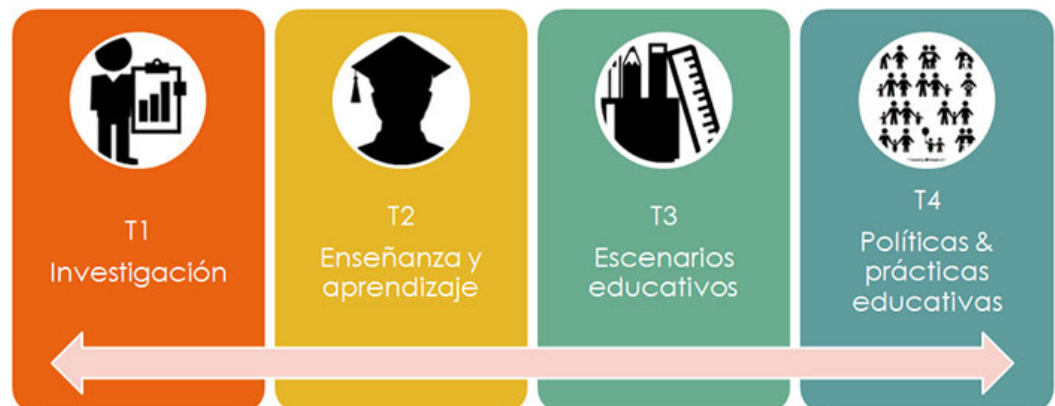 T1
Investigación
T2
Enseñanza y
aprendizaje
T3
Escenarios
educativos
T4
Políticas &
prácticas
educativas